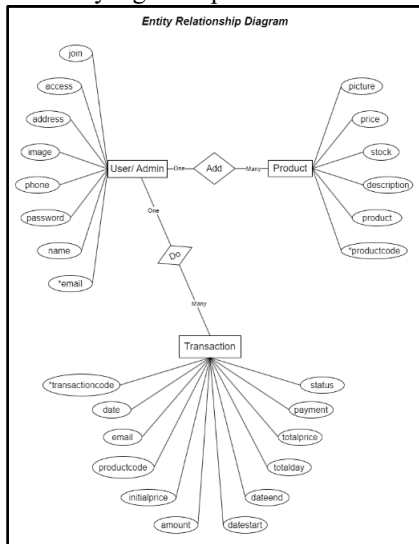 Entity Relationship Diagram
join
access
address
image
phone
password
name
*email
User/ Admin
One
Add
Many
Product
picture
price
stock
description
product
*productcode
One
Do
Many
Transaction
*transactioncode
date
email
productcode
initialprice
amount
datestart
dateend
totalday
totalprice
payment
status